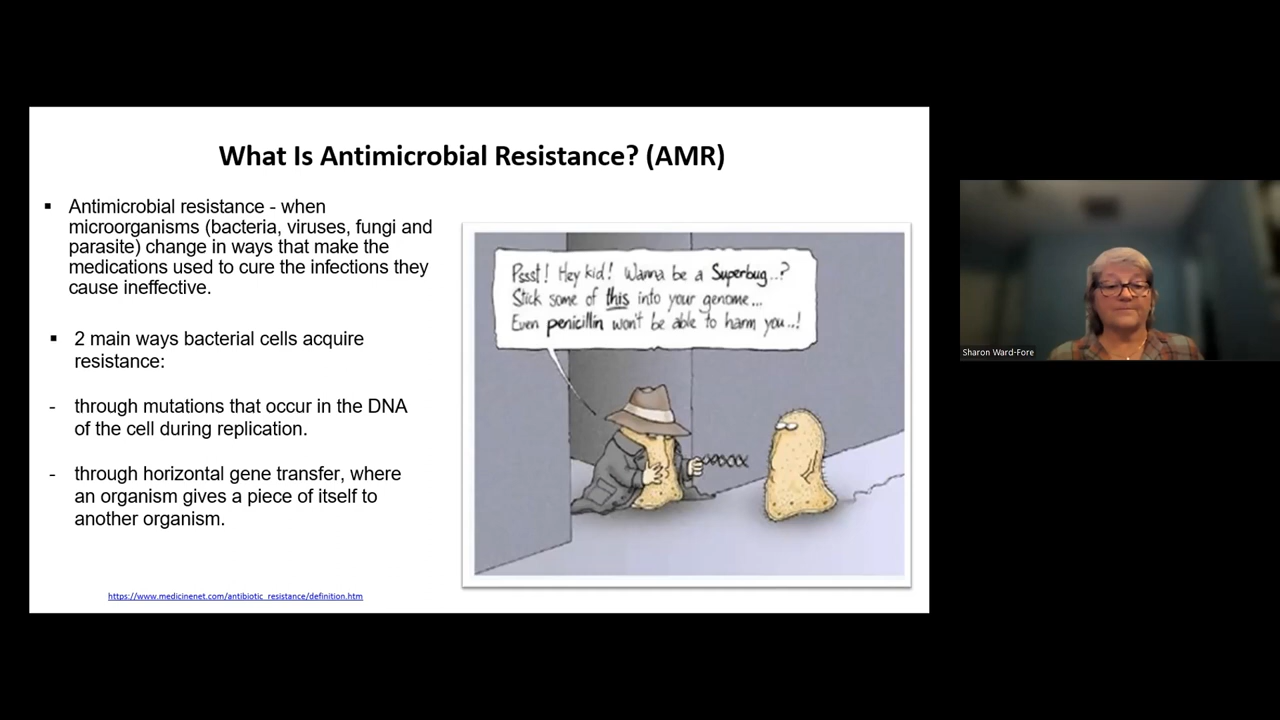 What Is Antimicrobial Resistance? (AMR)
▪ Antimicrobial resistance - when
microorganisms (bacteria, viruses, fungi and
parasite) change in ways that make the
medications used to cure the infections they
cause ineffective.
▪ 2 main ways bacterial cells acquire
resistance:
- through mutations that occur in the DNA
of the cell during replication.
- through horizontal gene transfer, where
an organism gives a piece of itself to
another organism.
https://www.medicinenet.com/antibiotic_resistance/definition.htm
Pssst! Hey kid! Wanna be a Superbug..?
Stick some of this into your genome...
Even penicillin won't be able to harm you..!
Sharon Ward-Fore